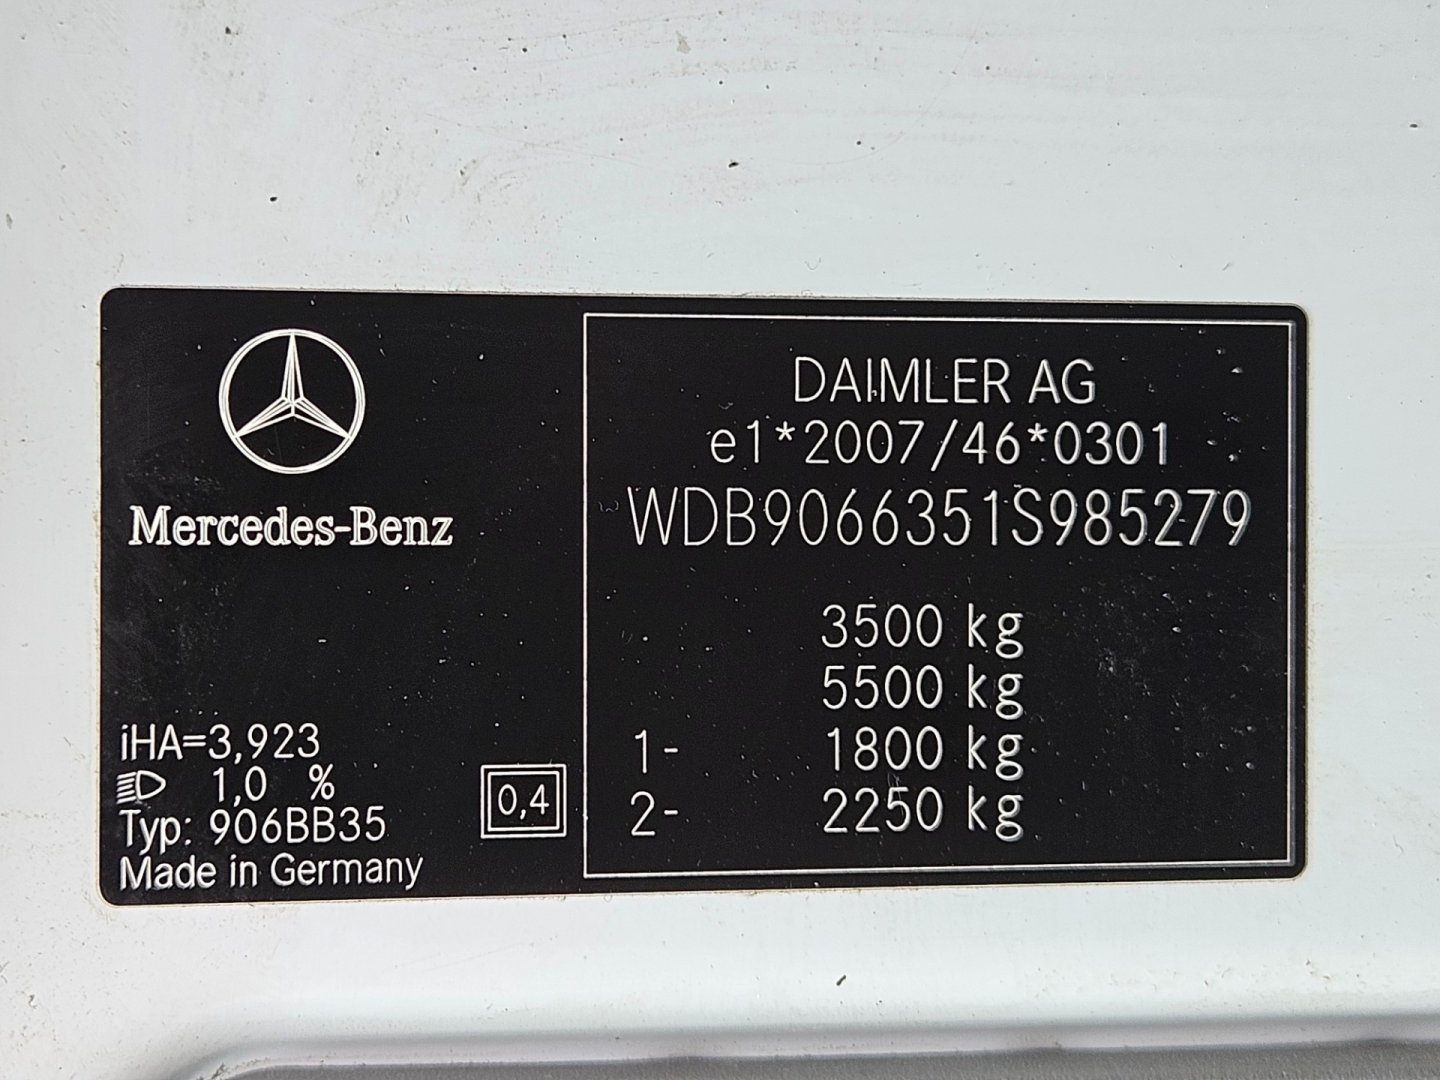 Mercedes-Benz
iHA=3,923
1,0 %
Typ: 906BB35
Made in Germany
0,4
DAIMLER AG
e1*2007/46*0301
WDB9066351S985279
3500 kg
5500 kg
1- 1800 kg
2- 2250 kg